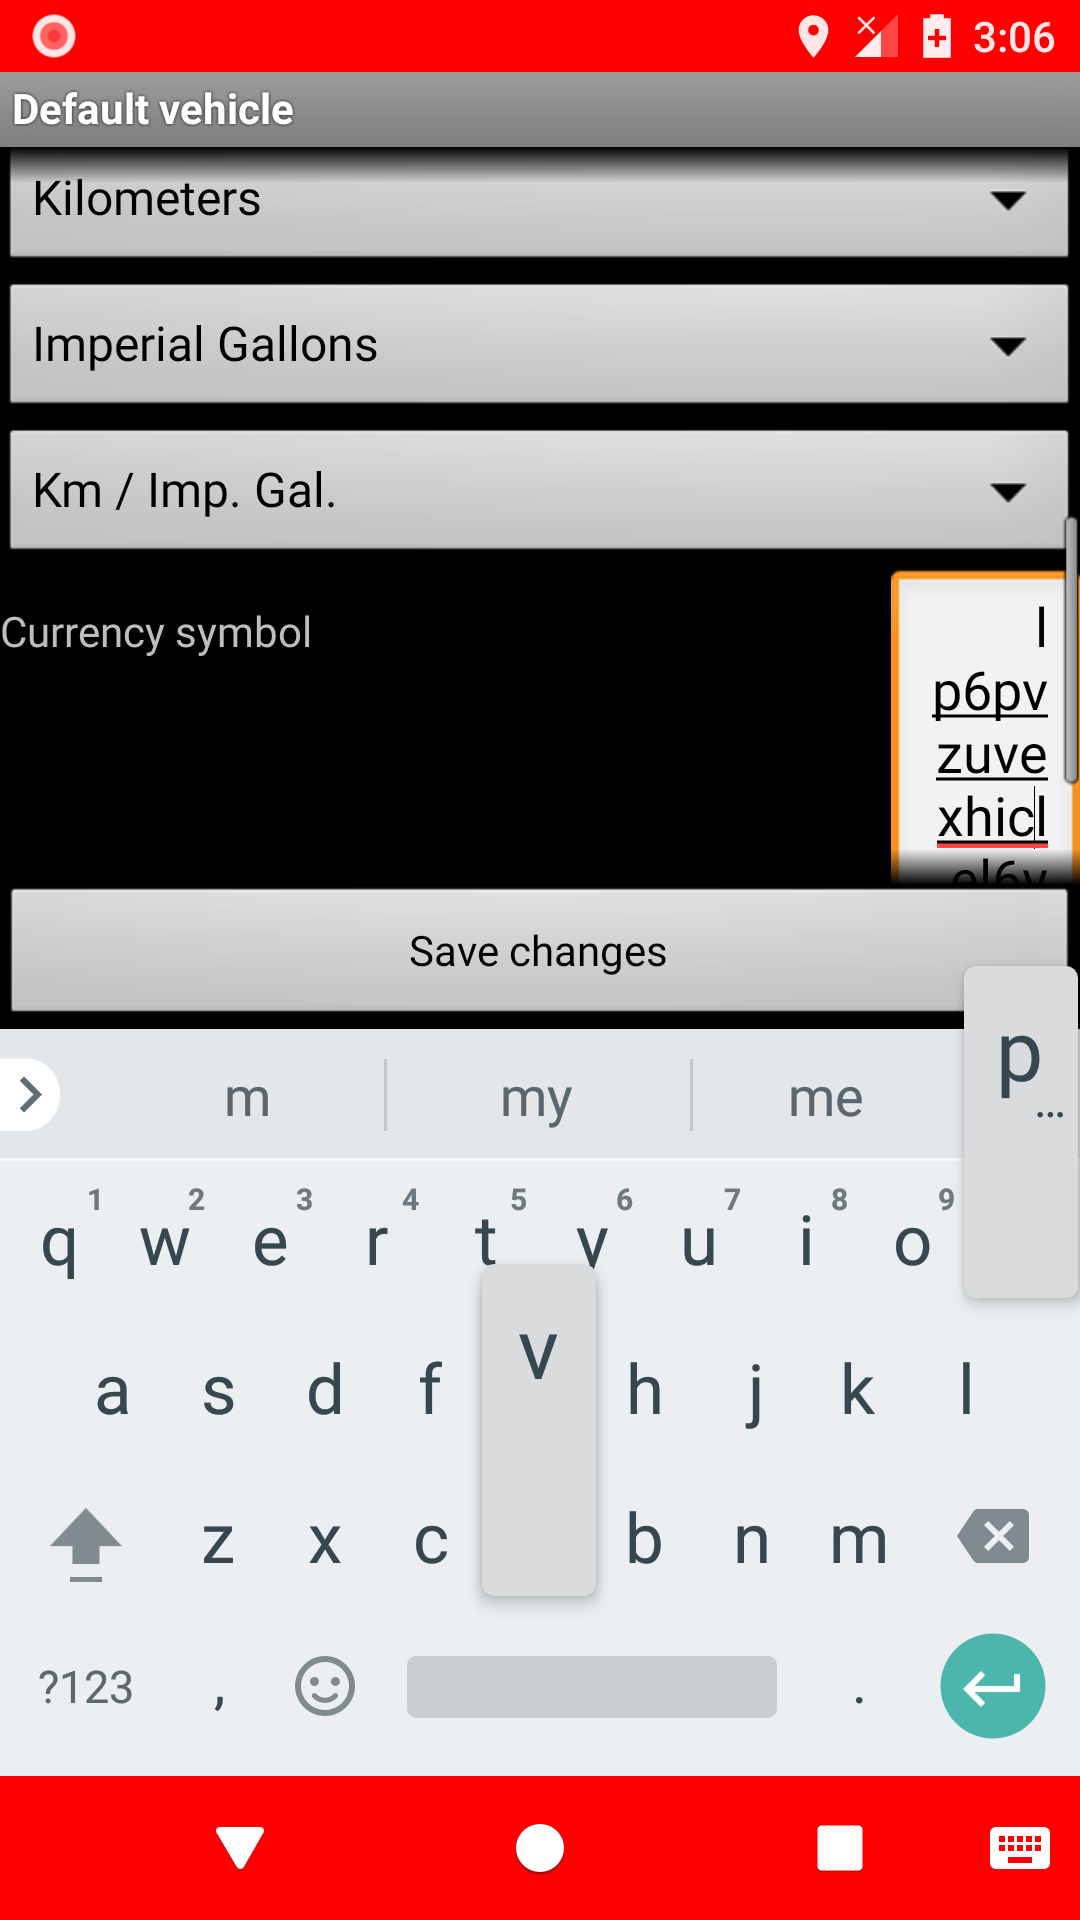 3:06
Default vehicle
Kilometers
Imperial Gallons
Km / Imp. Gal.
Currency symbol
l
p6pv
zuve
xhicl
el6v
Save changes
p
...
m my me
1 2 3 4 5 6 7 8 9
q w e r t y u i o
a s d f v h j k l
z x c b n m
?123 , .